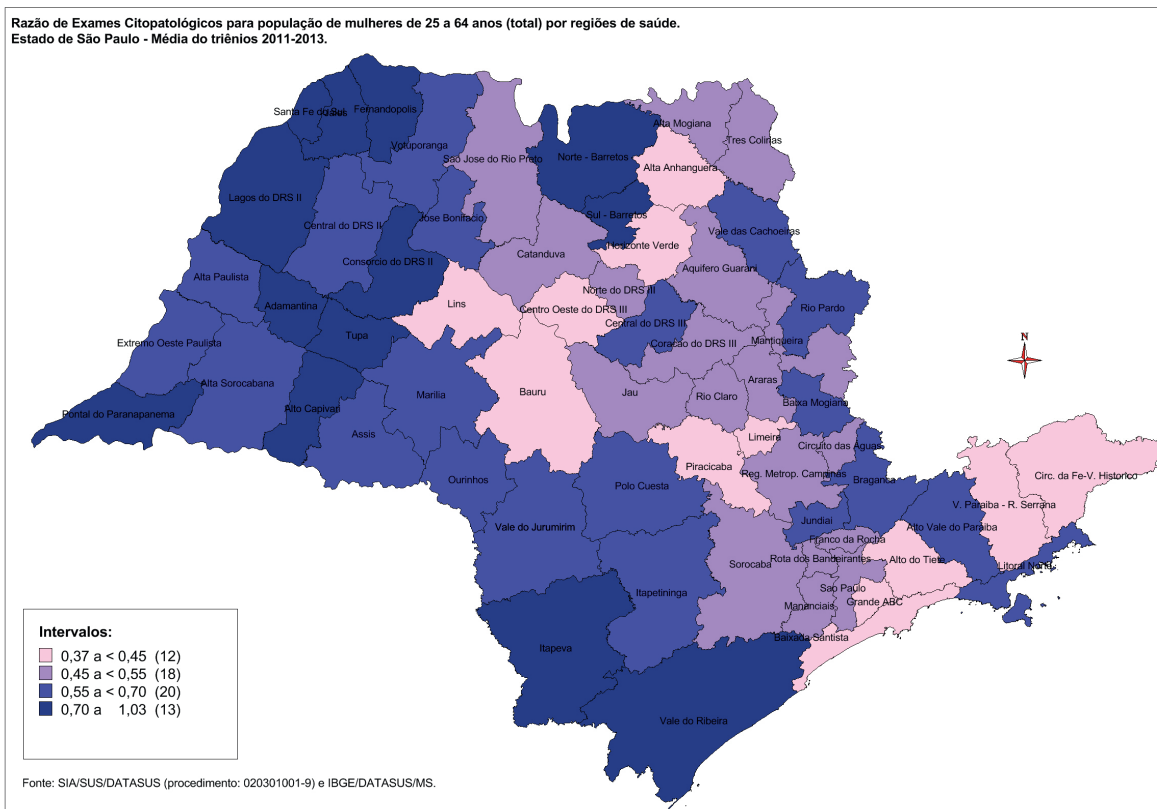 Razão de Exames Citopatológicos para população de mulheres de 25 a 64 anos (total) por regiões de saúde.
Estado de São Paulo - Média do triênios 2011-2013.
Santa Fe do Sul
Jales
Fernandopolis
Votuporanga
Sao Jose do Rio Preto
Norte - Barretos
Alta Mogiana
Tres Colinas
Alta Anhanguera
Lagos do DRS II
Central do DRS II
Jose Bonifacio
Sul - Barretos
Horizonte Verde
Vale das Cachoeiras
Consorcio do DRS II
Catanduva
Aquifero Guarani
Alta Paulista
Adamantina
Lins
Norte do DRS III
Centro Oeste do DRS III
Central do DRS III
Rio Pardo
Extremo Oeste Paulista
Tupa
Coracao do DRS III
Mantiqueira
N
Alta Sorocabana
Marilia
Bauru
Jau
Rio Claro
Araras
Pontal do Paranapanema
Alto Capivari
Assis
Baixa Mogiana
Limeira
Circuito das Aguas
Piracicaba
Reg. Metrop. Campinas
Braganca
Circ. da Fe-V. Historico
Ourinhos
Polo Cuesta
V. Paraiba - R. Serrana
Vale do Jurumirim
Jundiai
Alto Vale do Paraiba
Franco da Rocha
Sorocaba
Rota dos Bandeirantes
Alto do Tiete
Litoral Norte
Itapetininga
Sao Paulo
Mananciais
Grande ABC
Baixada Santista
Itapeva
Vale do Ribeira
Intervalos:
0,37 a < 0,45 (12)
0,45 a < 0,55 (18)
0,55 a < 0,70 (20)
0,70 a 1,03 (13)
Fonte: SIA/SUS/DATASUS (procedimento: 020301001-9) e IBGE/DATASUS/MS.